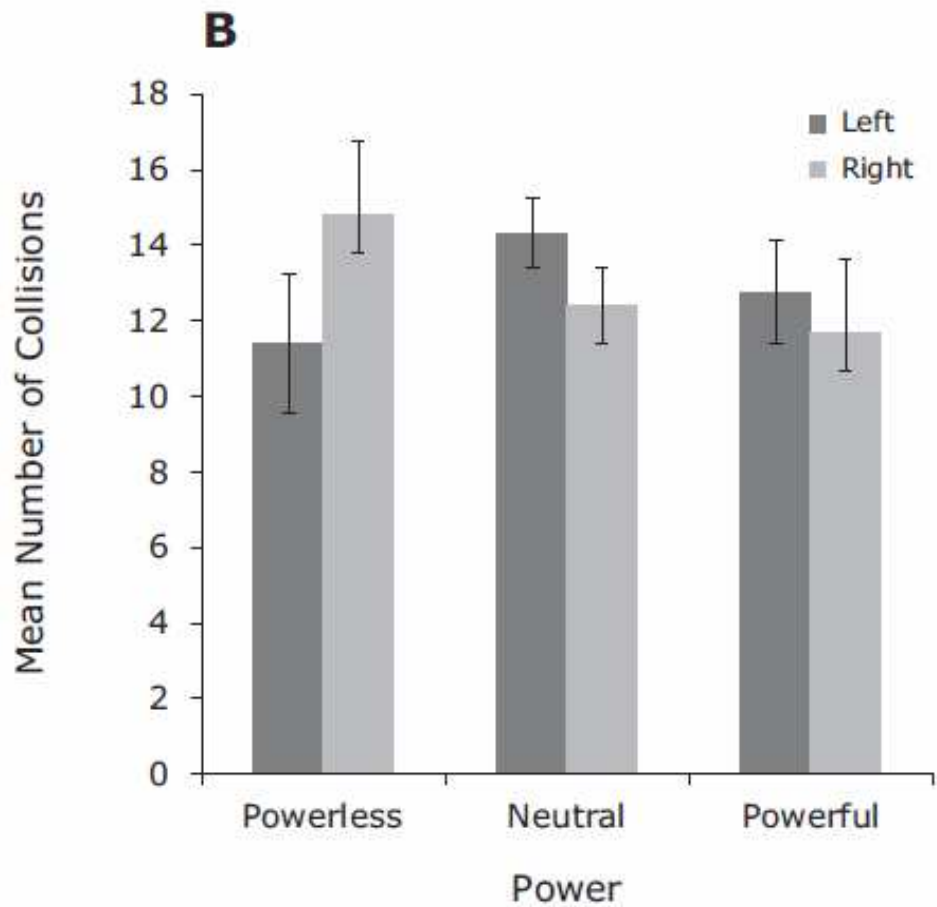 B
18
16
14
12
10
8
6
4
2
0
Mean Number of Collisions
Left
Right
Powerless
Neutral
Powerful
Power